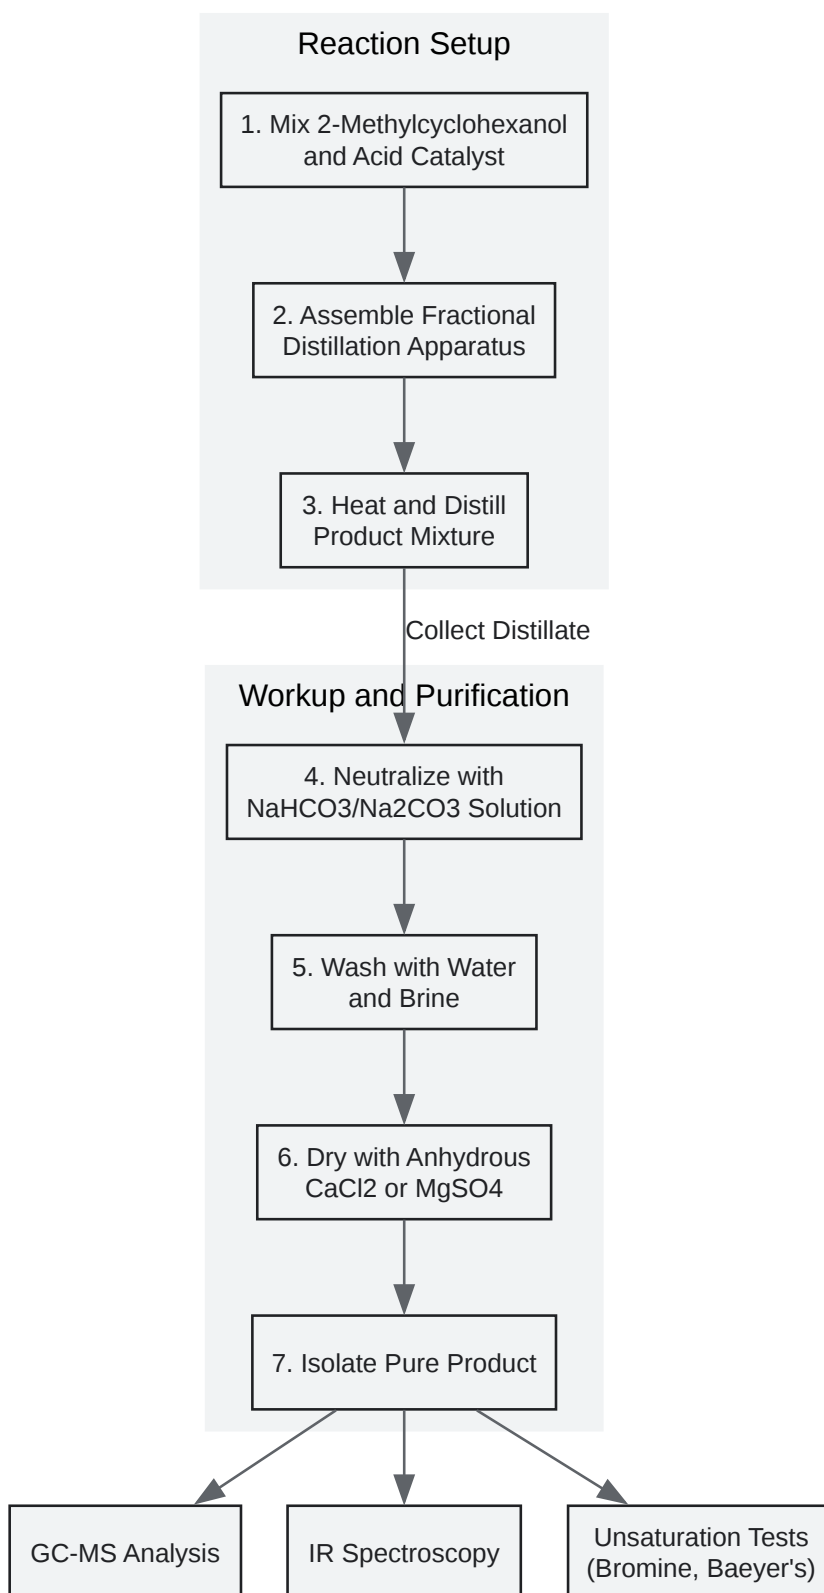 Reaction Setup
1. Mix 2-Methylcyclohexanol
and Acid Catalyst
2. Assemble Fractional
Distillation Apparatus
3. Heat and Distill
Product Mixture
Collect Distillate
Workup and Purification
4. Neutralize with
NaHCO3/Na2CO3 Solution
5. Wash with Water
and Brine
6. Dry with Anhydrous
CaCl2 or MgSO4
7. Isolate Pure Product
GC-MS Analysis
IR Spectroscopy
Unsaturation Tests
(Bromine, Baeyer's)